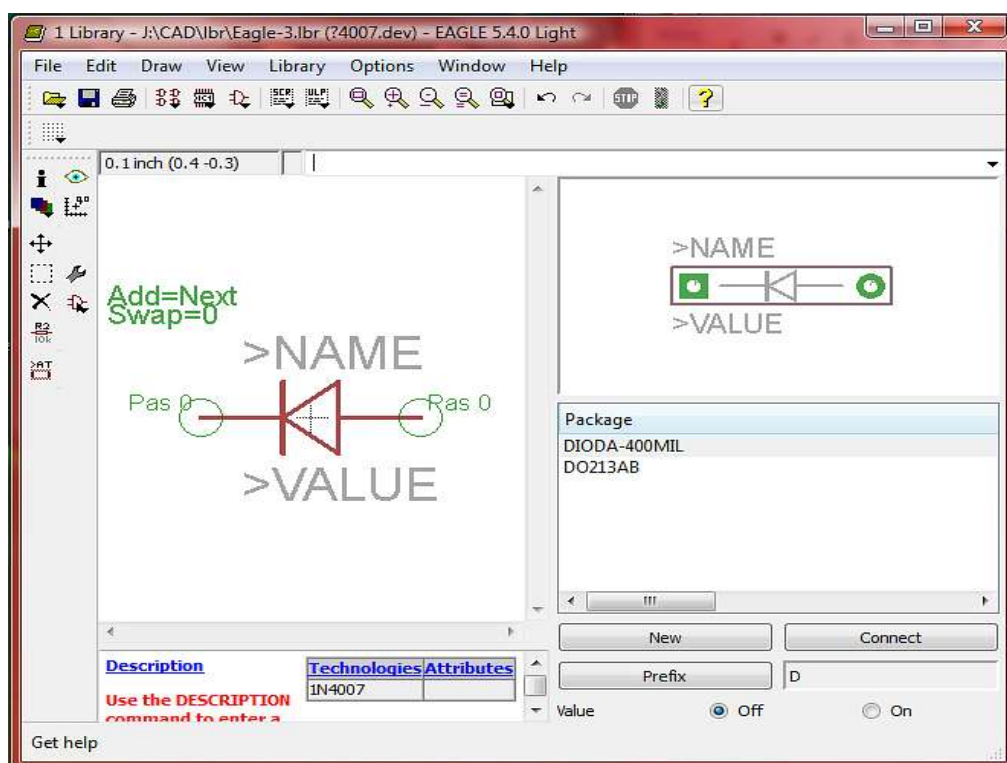 1 Library - J:\CAD\lbr\Eagle-3.lbr (?4007.dev) - EAGLE 5.4.0 Light
File Edit Draw View Library Options Window Help
STOP ?
0.1 inch (0.4 -0.3)
Add=Next
Swap=0
>NAME
Pas 0 Ras 0
>VALUE
>NAME
>VALUE
Package
DIODA-400MIL
DO213AB
New Connect
Prefix D
Value Off On
Description
Use the DESCRIPTION
command to enter a
Technologies Attributes
1N4007
Get help